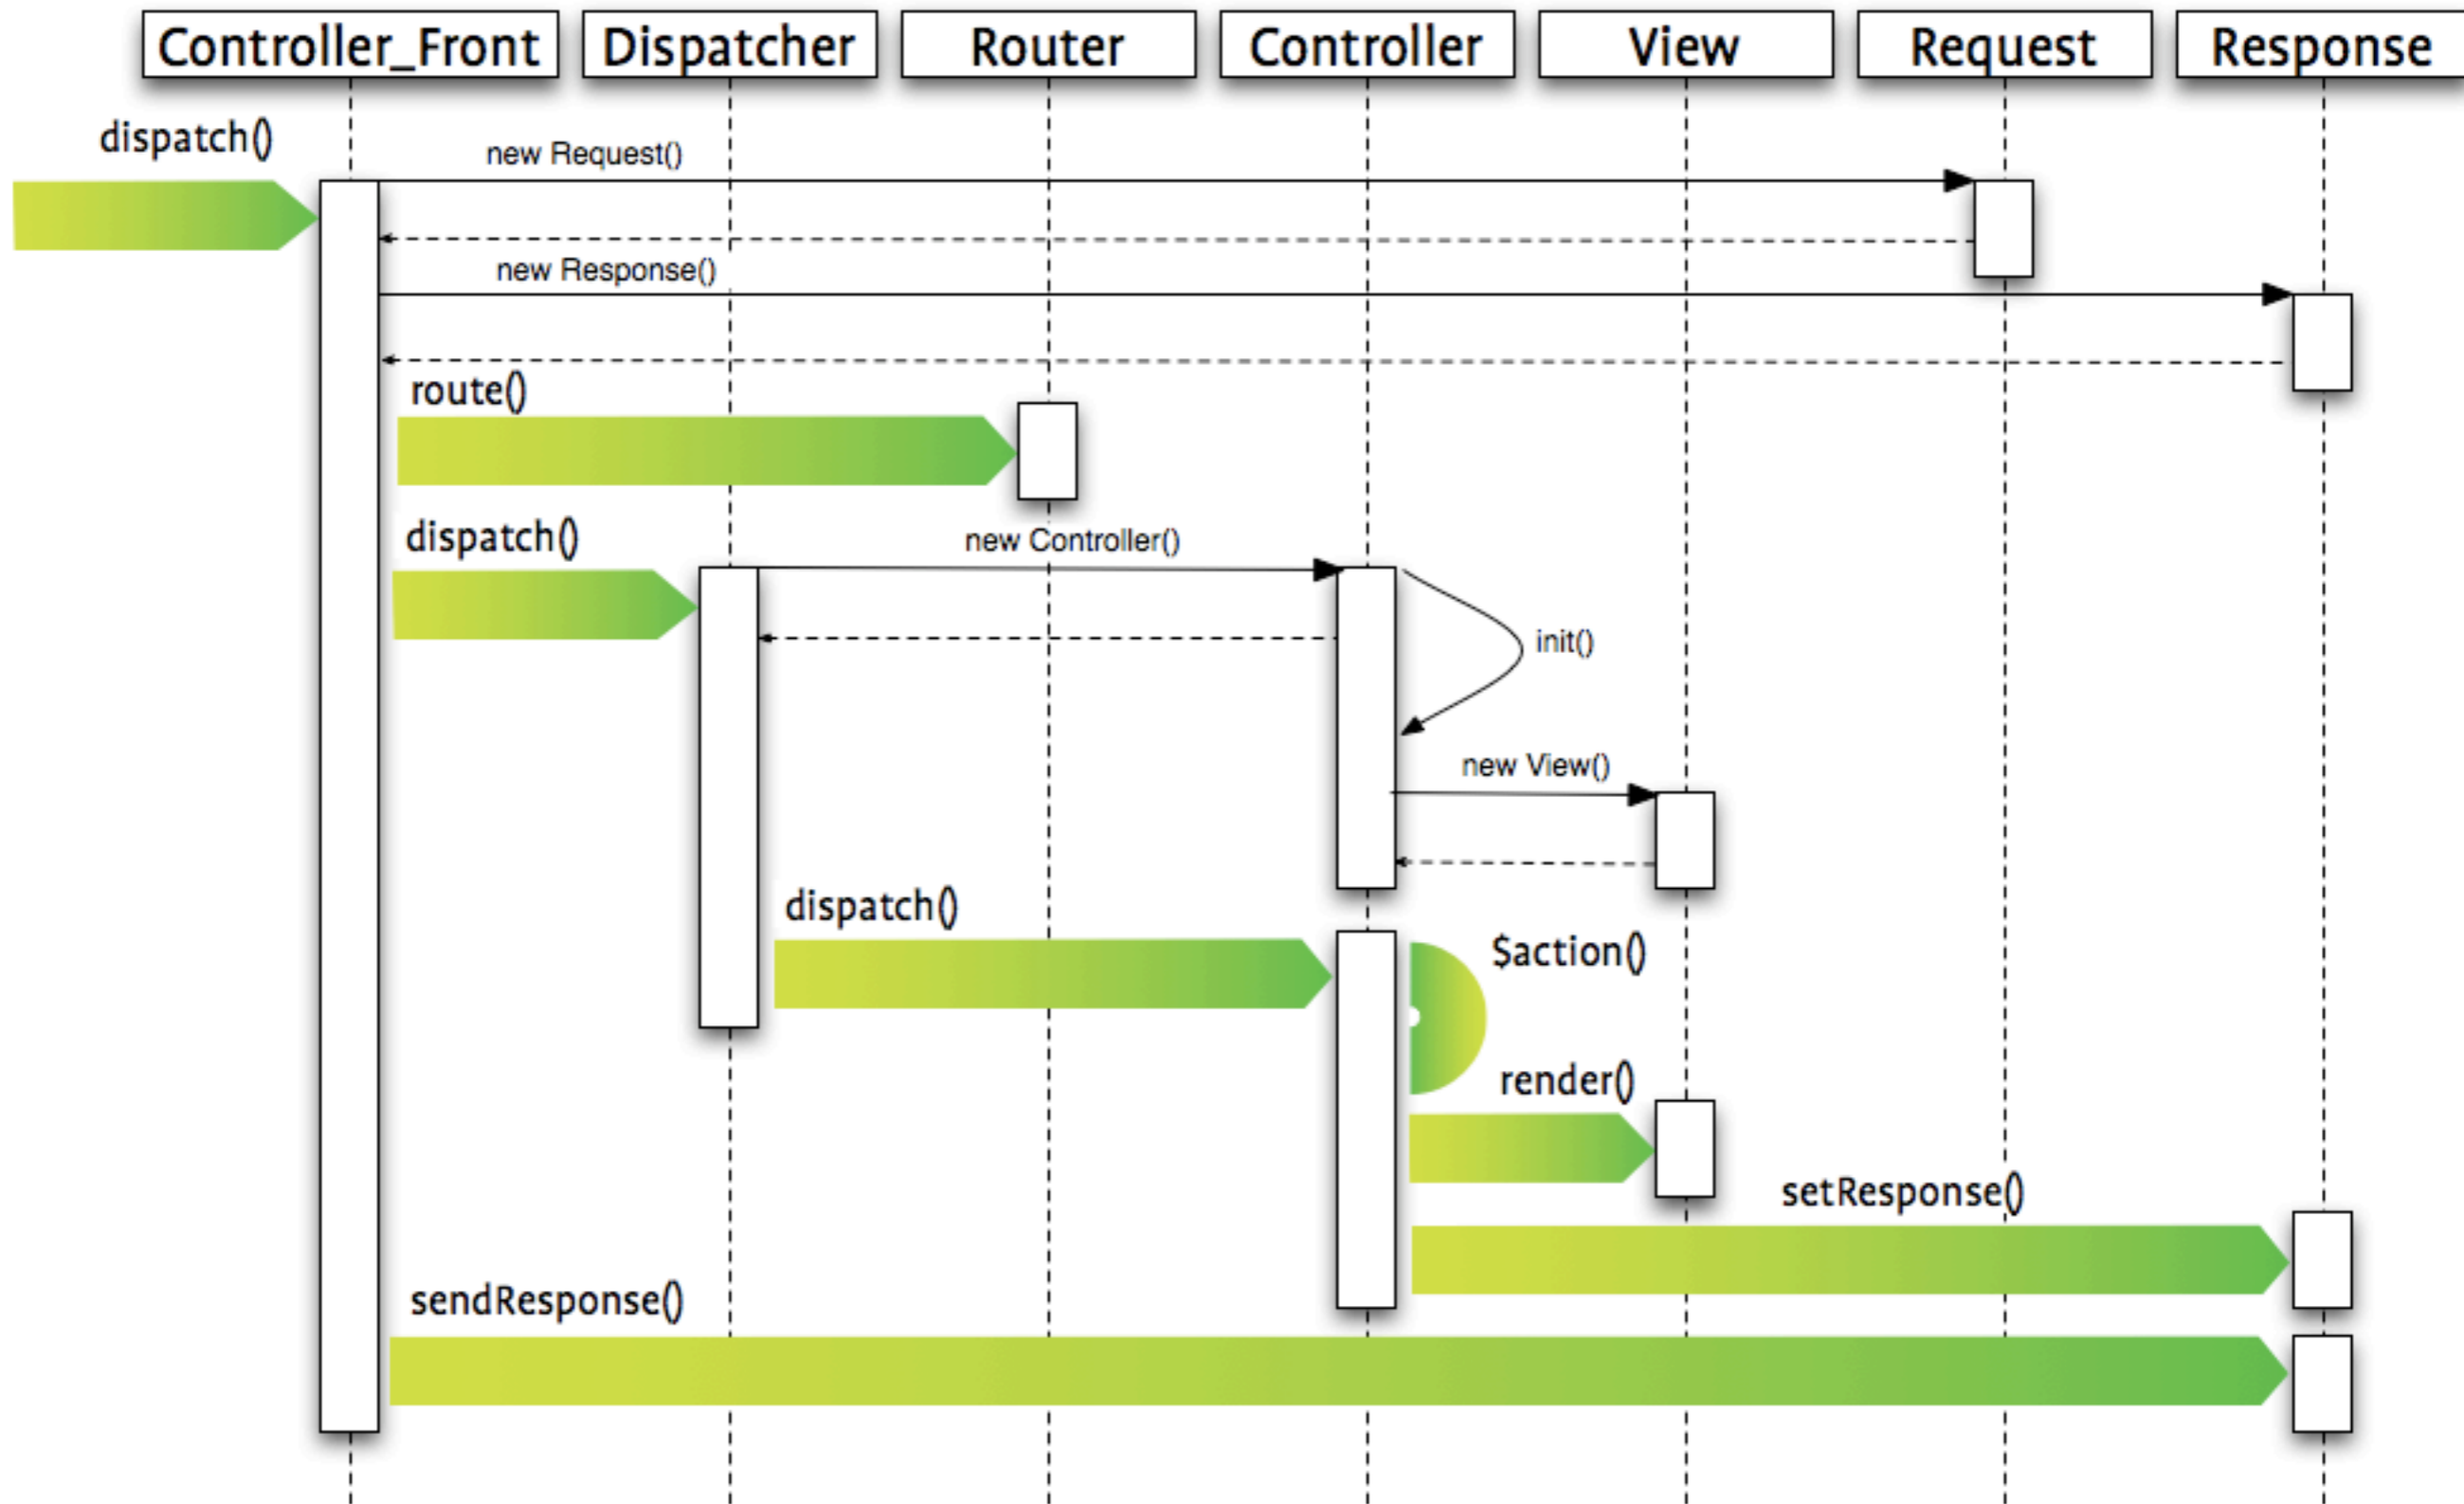 Controller_Front
Dispatcher
Router
Controller
View
Request
Response
dispatch()
new Request()
new Response()
route()
dispatch()
new Controller()
init()
new View()
dispatch()
$action()
render()
setResponse()
sendResponse()